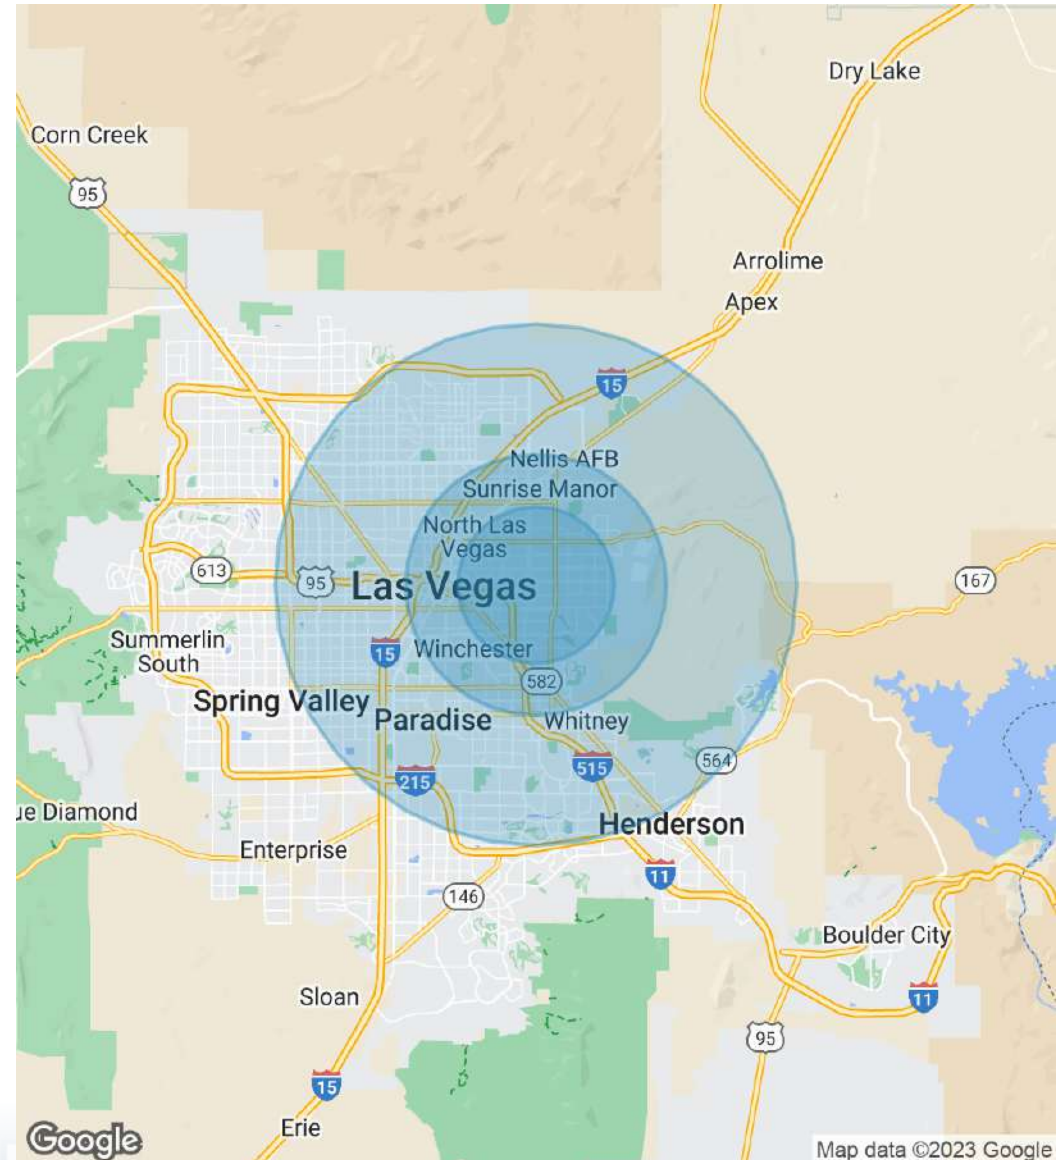 Dry Lake
Corn Creek
95
Arrolime
Apex
15
Nellis AFB
Sunrise Manor
North Las
Vegas
613
95
Las Vegas
167
Summerlin
South
15
Winchester
582
Spring Valley
Paradise
Whitney
564
215
515
ue Diamond
Henderson
Enterprise
11
146
Boulder City
Sloan
11
95
15
Erie
Google
Map data ©2023 Google